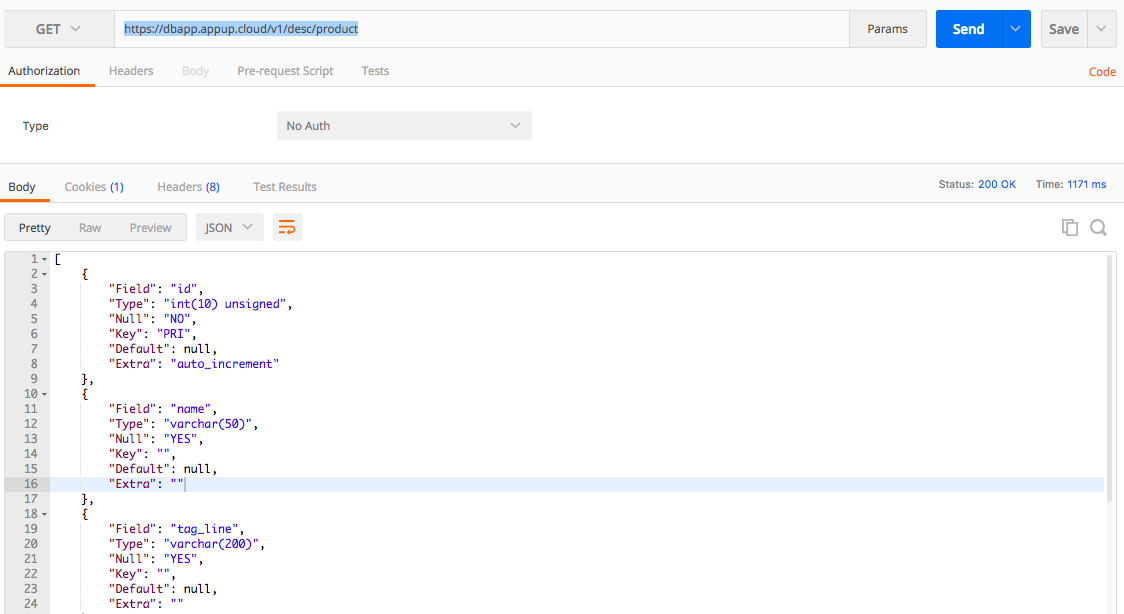 GET https://dbapp.appup.cloud/v1/desc/product Params Send Save
Authorization Headers Body Pre-request Script Tests Code
Type No Auth
Body Cookies (1) Headers (8) Test Results Status: 200 OK Time: 1171 ms
Pretty Raw Preview JSON
1 [
2 {
3 "Field": "id",
4 "Type": "int(10) unsigned",
5 "Null": "NO",
6 "Key": "PRI",
7 "Default": null,
8 "Extra": "auto_increment"
9 },
10 {
11 "Field": "name",
12 "Type": "varchar(50)",
13 "Null": "YES",
14 "Key": "",
15 "Default": null,
16 "Extra": ""
17 },
18 {
19 "Field": "tag_line",
20 "Type": "varchar(200)",
21 "Null": "YES",
22 "Key": "",
23 "Default": null,
24 "Extra": ""